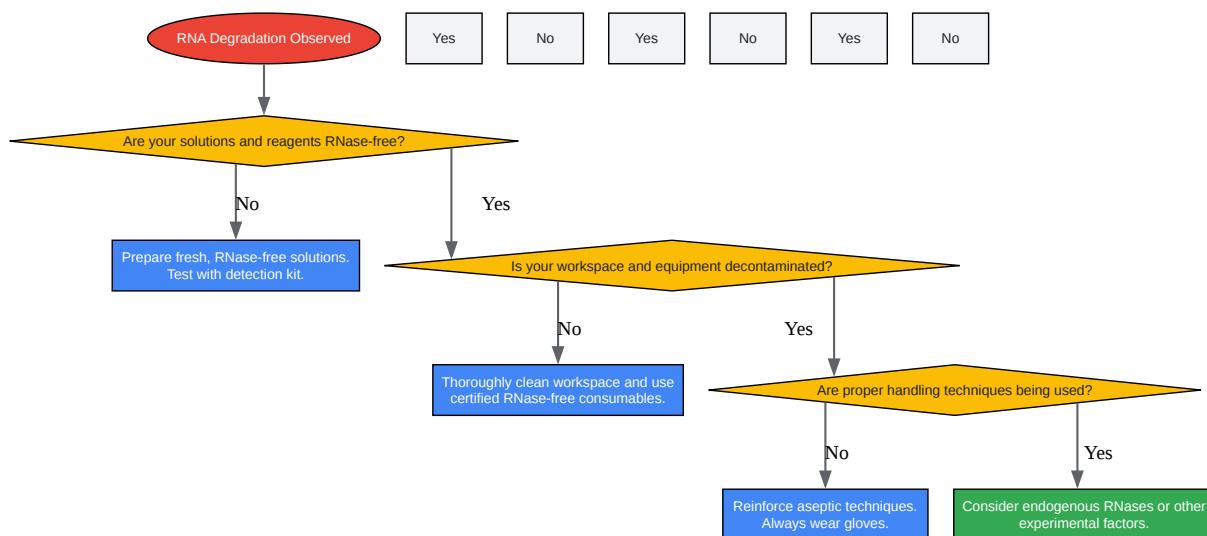 RNA Degradation Observed
Yes
No
Yes
No
Yes
No
Are your solutions and reagents RNase-free?
No
Yes
Prepare fresh, RNase-free solutions.
Test with detection kit.
Is your workspace and equipment decontaminated?
No
Yes
Thoroughly clean workspace and use
certified RNase-free consumables.
Are proper handling techniques being used?
No
Yes
Reinforce aseptic techniques.
Always wear gloves.
Consider endogenous RNases or other
experimental factors.